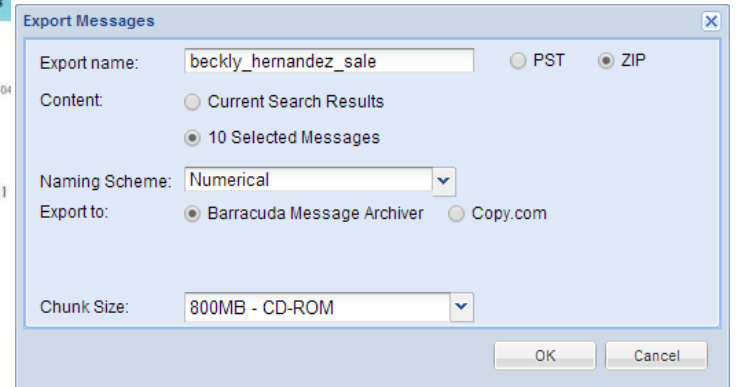 Export Messages
Export name: beckly_hernandez_sale PST ZIP
Content: Current Search Results
10 Selected Messages
Naming Scheme: Numerical
Export to: Barracuda Message Archiver Copy.com
Chunk Size: 800MB - CD-ROM
OK Cancel